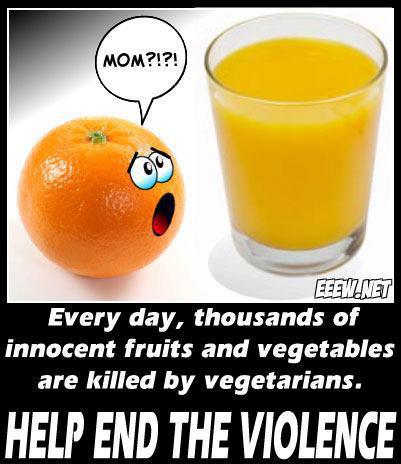 MOM?!?!
EEEW.NET
Every day, thousands of
innocent fruits and vegetables
are killed by vegetarians.
HELP END THE VIOLENCE